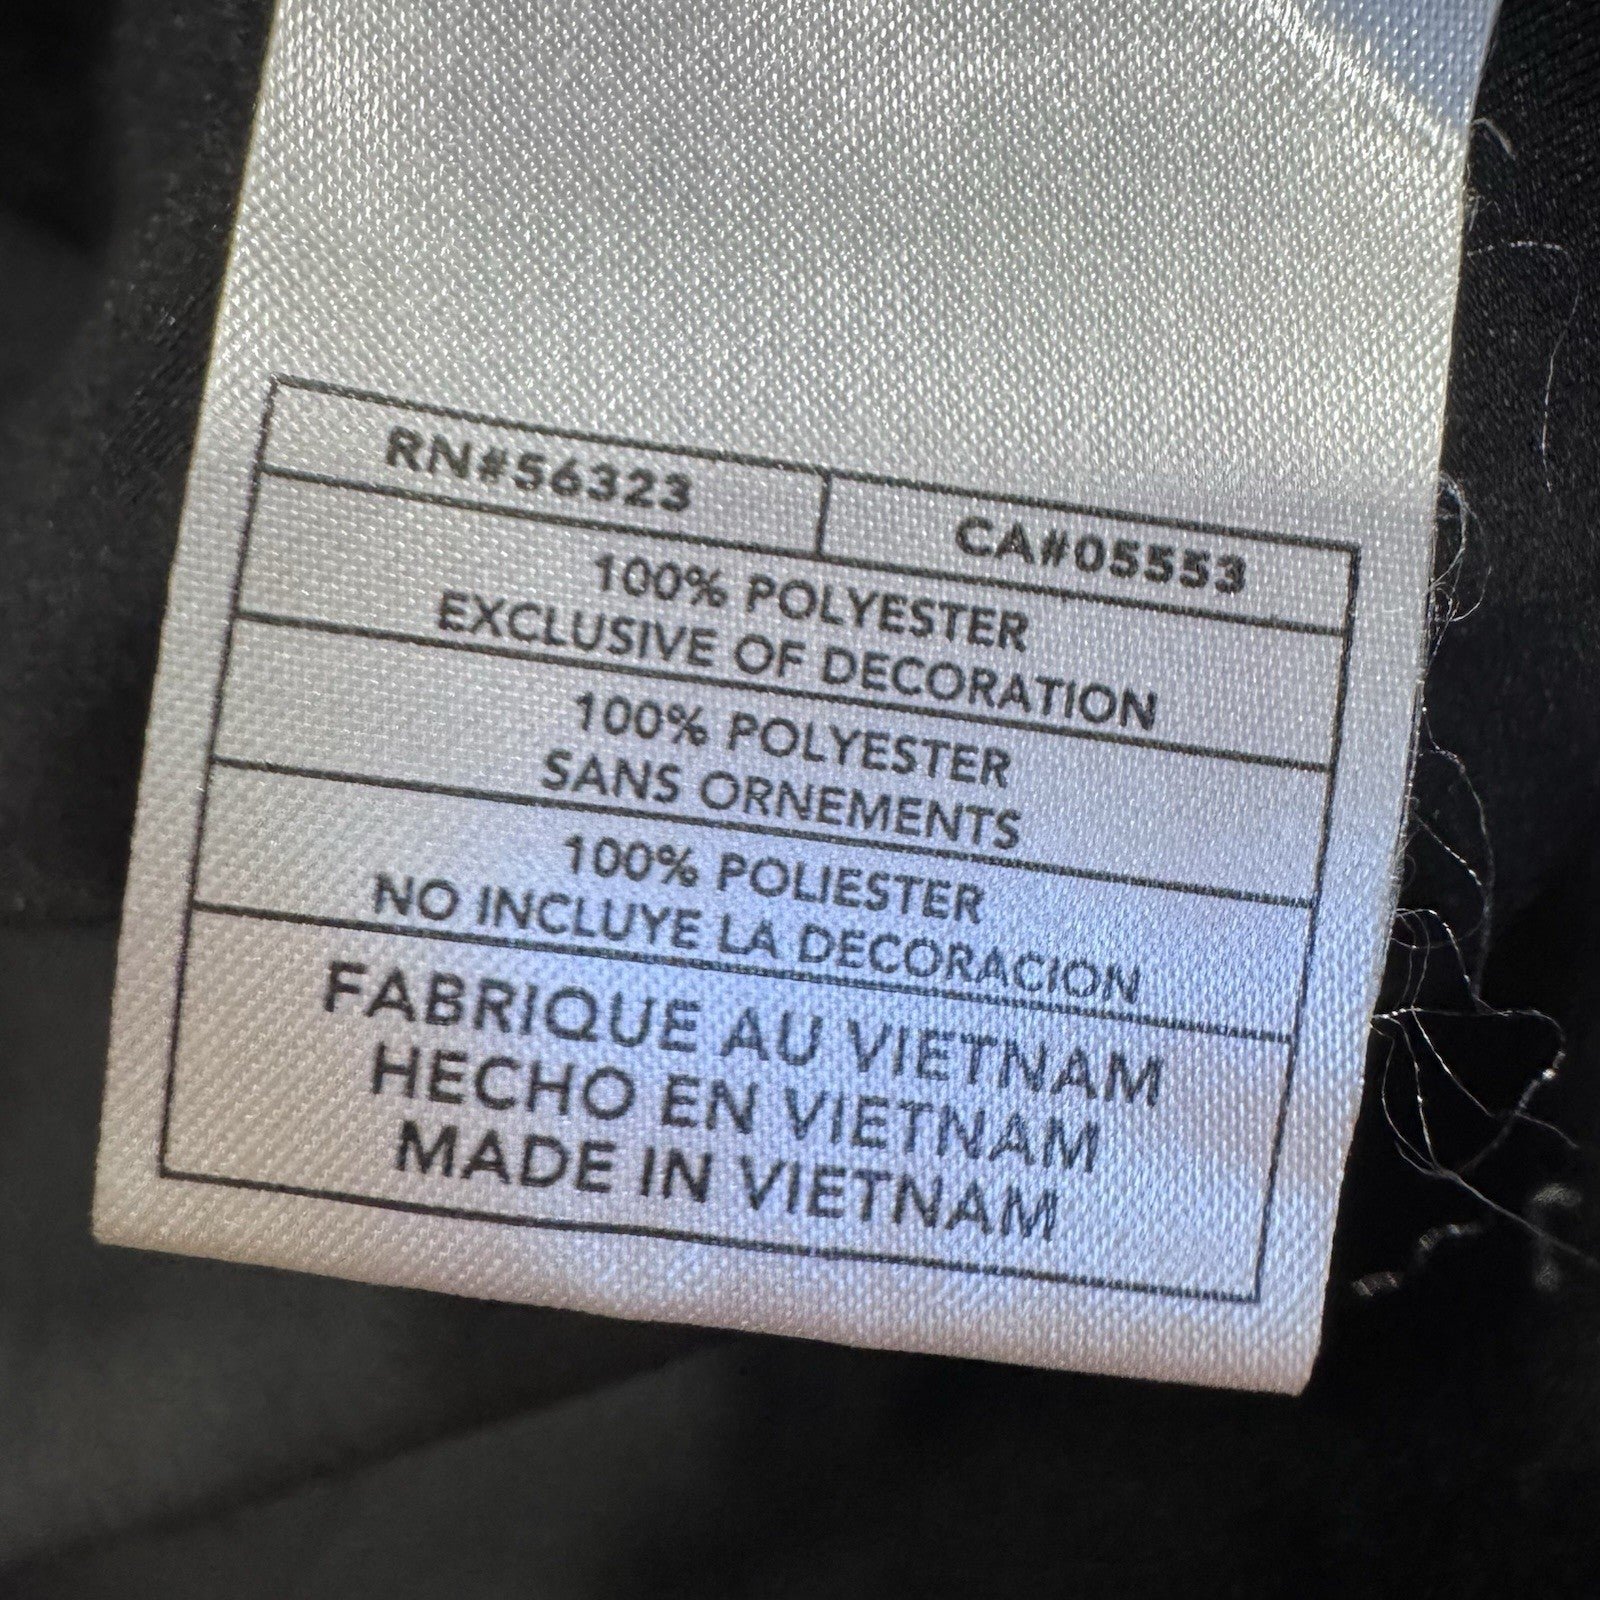 RN#56323 CA#05553
100% POLYESTER
EXCLUSIVE OF DECORATION
100% POLYESTER
SANS ORNEMENTS
100% POLIESTER
NO INCLUYE LA DECORACION
FABRIQUE AU VIETNAM
HECHO EN VIETNAM
MADE IN VIETNAM